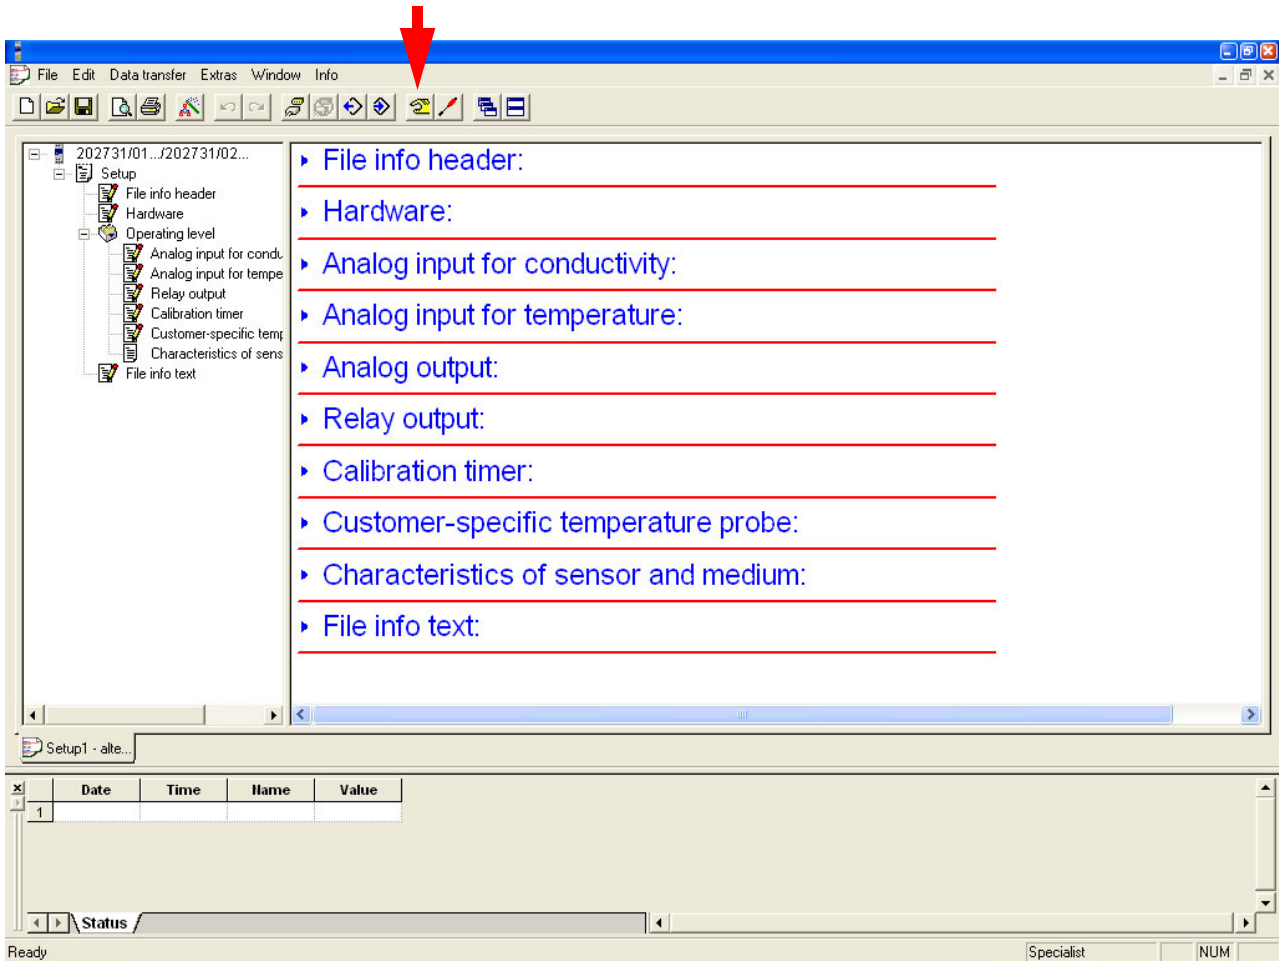 File Edit Data transfer Extras Window Info
202731/01.../202731/02...
Setup
File info header
Hardware
Operating level
Analog input for condu
Analog input for tempe
Relay output
Calibration timer
Customer-specific temp
Characteristics of sens
File info text
File info header:
Hardware:
Analog input for conductivity:
Analog input for temperature:
Analog output:
Relay output:
Calibration timer:
Customer-specific temperature probe:
Characteristics of sensor and medium:
File info text:
Setup1 - alte...
Date Time Name Value
1
Status
Ready Specialist NUM